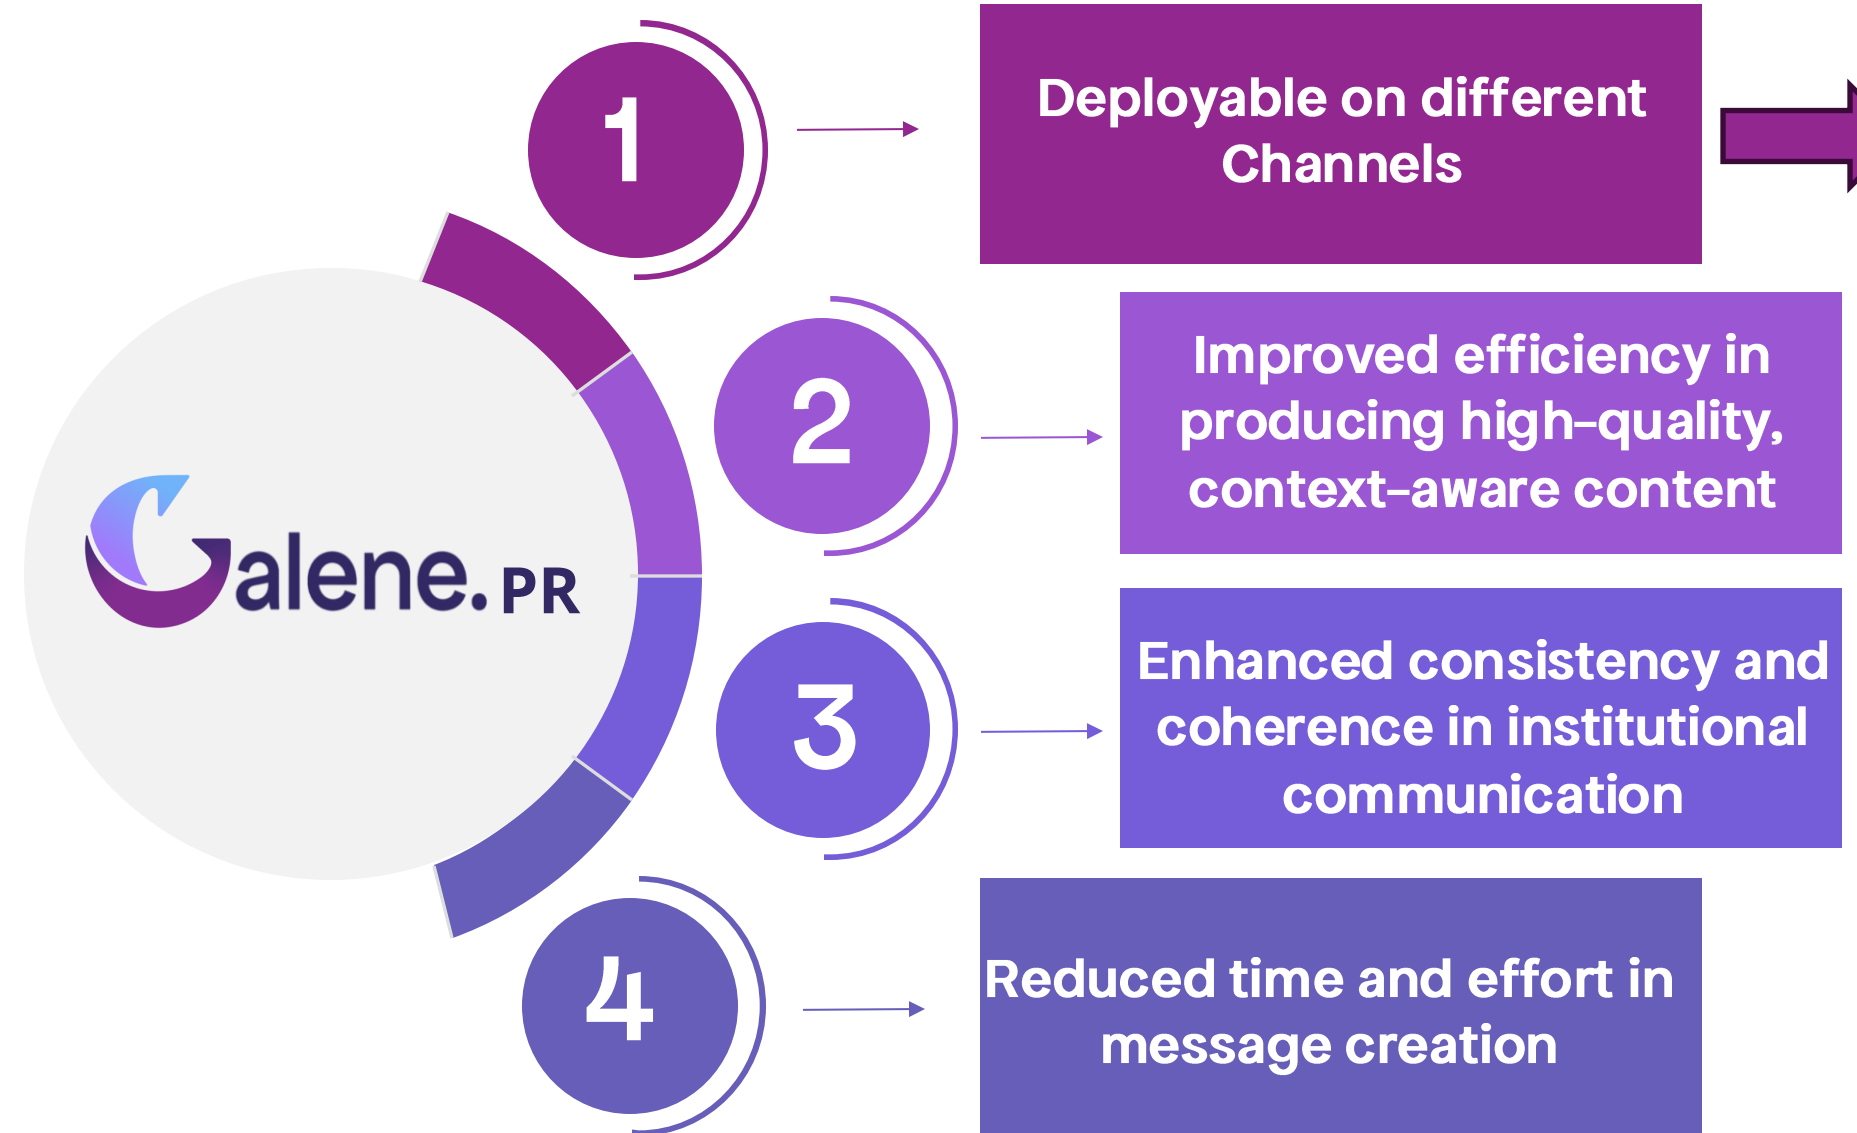 Galene.PR
1
Deployable on different
Channels
2
Improved efficiency in
producing high-quality,
context-aware content
3
Enhanced consistency and
coherence in institutional
communication
4
Reduced time and effort in
message creation